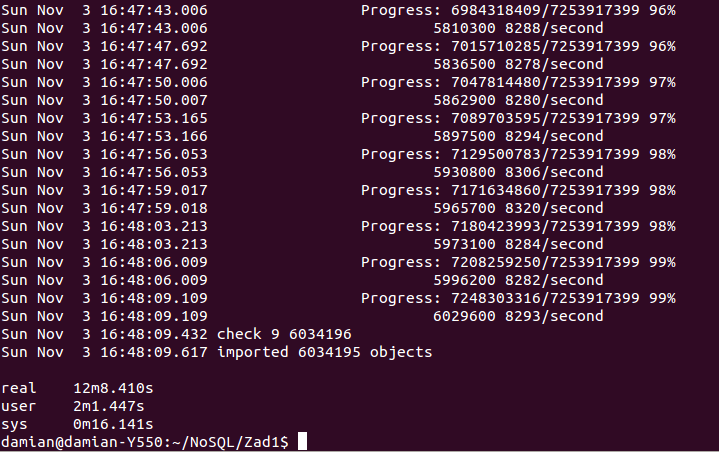 Sun Nov  3 16:47:43.006                 Progress: 6984318409/7253917399 96%
Sun Nov  3 16:47:43.006                         5810300 8288/second
Sun Nov  3 16:47:47.692                 Progress: 7015710285/7253917399 96%
Sun Nov  3 16:47:47.692                         5836500 8278/second
Sun Nov  3 16:47:50.006                 Progress: 7047814480/7253917399 97%
Sun Nov  3 16:47:50.007                         5862900 8280/second
Sun Nov  3 16:47:53.165                 Progress: 7089703595/7253917399 97%
Sun Nov  3 16:47:53.166                         5897500 8294/second
Sun Nov  3 16:47:56.053                 Progress: 7129500783/7253917399 98%
Sun Nov  3 16:47:56.053                         5930800 8306/second
Sun Nov  3 16:47:59.017                 Progress: 7171634860/7253917399 98%
Sun Nov  3 16:47:59.018                         5965700 8320/second
Sun Nov  3 16:48:03.213                 Progress: 7180423993/7253917399 98%
Sun Nov  3 16:48:03.213                         5973100 8284/second
Sun Nov  3 16:48:06.009                 Progress: 7208259250/7253917399 99%
Sun Nov  3 16:48:06.009                         5996200 8282/second
Sun Nov  3 16:48:09.109                 Progress: 7248303316/7253917399 99%
Sun Nov  3 16:48:09.109                         6029600 8293/second
Sun Nov  3 16:48:09.432 check 9 6034196
Sun Nov  3 16:48:09.617 imported 6034195 objects

real    12m8.410s
user    2m1.447s
sys     0m16.141s
damian@damian-Y550:~/NoSQL/Zad1$